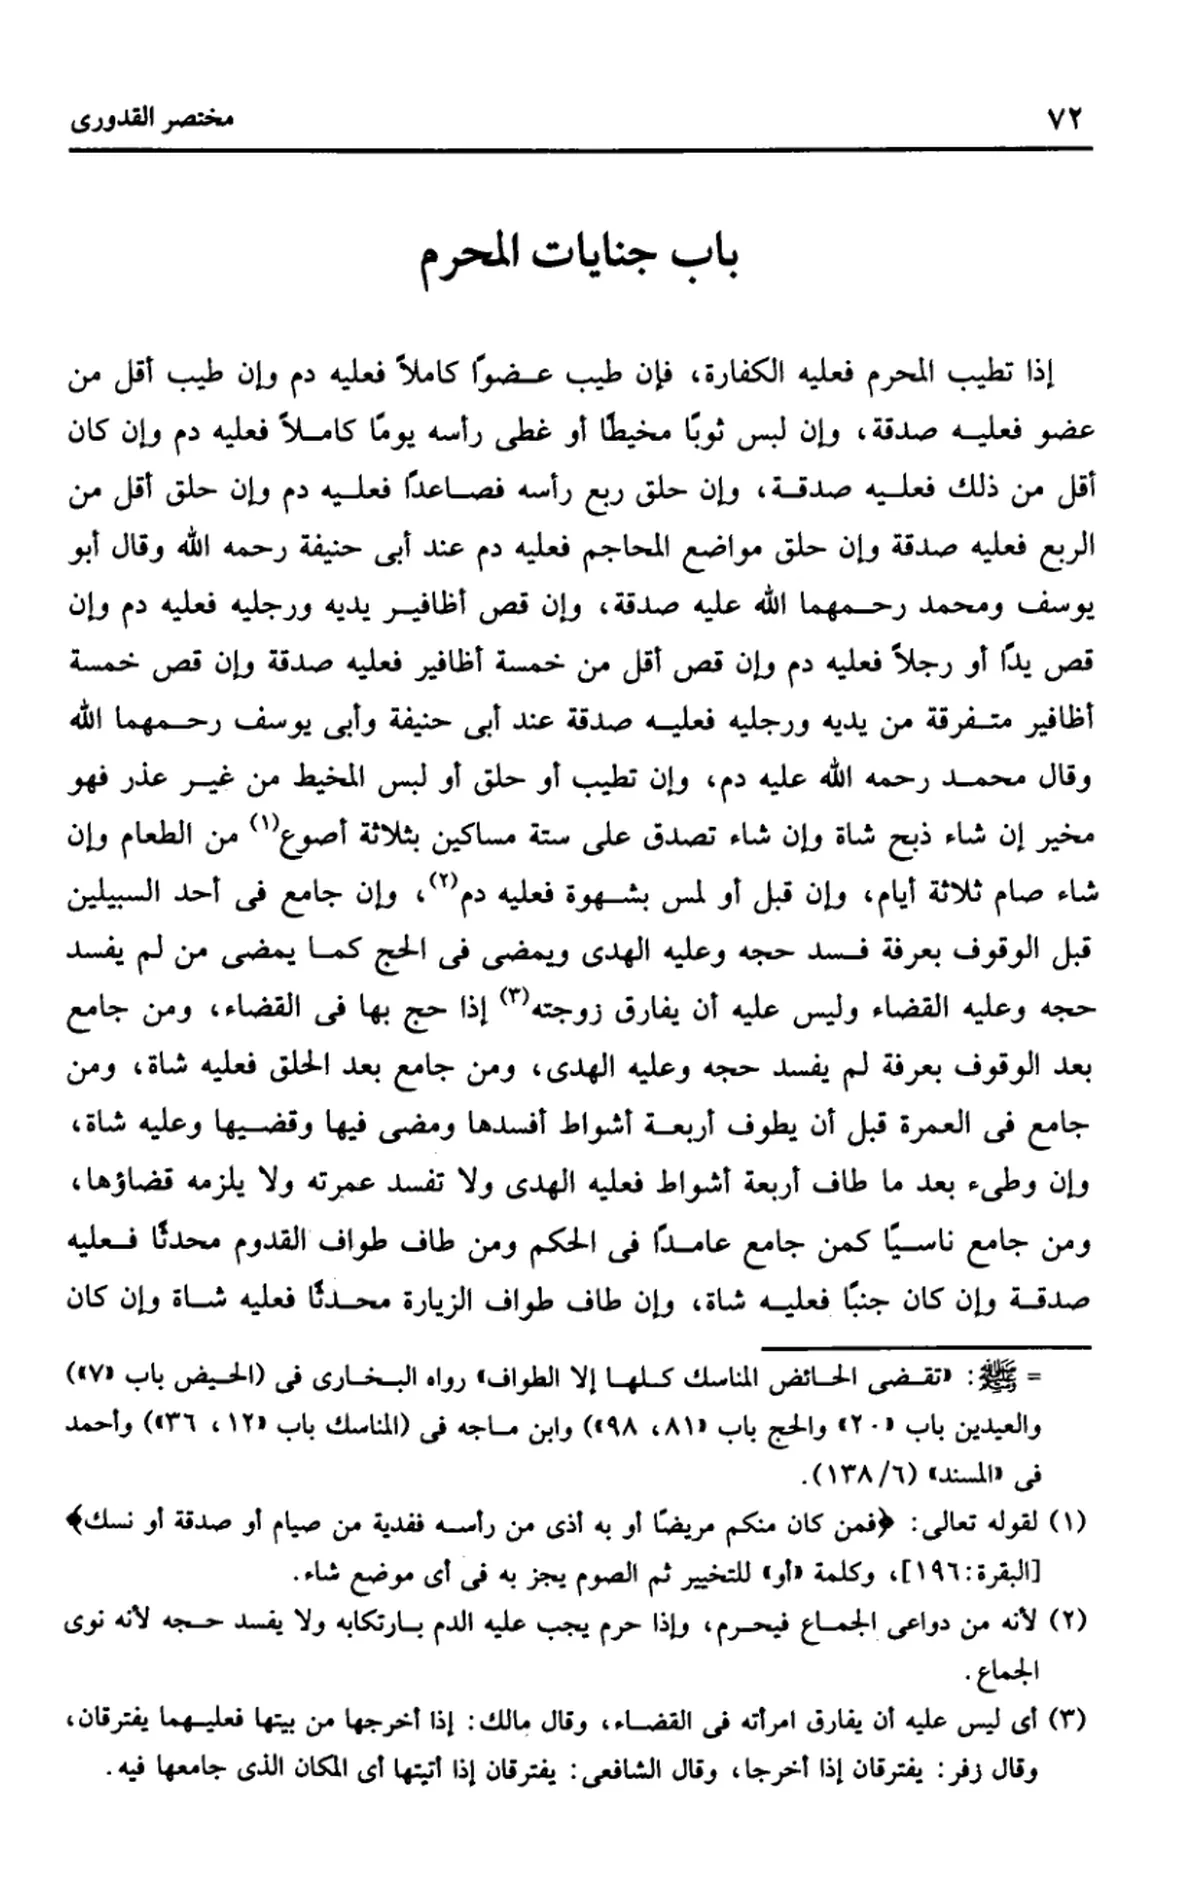 ٧٢
مختصر القدورى
باب جنايات المحرم
إذا تطيب المحرم فعليه الكفارة، فإن طيب عضوًا كاملاً فعليه دم وإن طيب أقل من
عضو فعليه صدقة، وإن لبس ثوبًا مخيطًا أو غطى رأسه يومًا كاملاً فعليه دم وإن كان
أقل من ذلك فعليه صدقة، وإن حلق ربع رأسه فصاعدًا فعليه دم وإن حلق أقل من
الربع فعليه صدقة وإن حلق مواضع المحاجم فعليه دم عند أبى حنيفة رحمه الله وقال أبو
يوسف ومحمد رحمهما الله عليه صدقة، وإن قص أظافير يديه ورجليه فعليه دم وإن
قص يدًا أو رجلاً فعليه دم وإن قص أقل من خمسة أظافير فعليه صدقة وإن قص خمسة
أظافير متفرقة من يديه ورجليه فعليه صدقة عند أبى حنيفة وأبى يوسف رحمهما الله
وقال محمد رحمه الله عليه دم، وإن تطيب أو حلق أو لبس المخيط من غير عذر فهو
مخير إن شاء ذبح شاة وإن شاء تصدق على ستة مساكين بثلاثة أصوع(١) من الطعام وإن
شاء صام ثلاثة أيام، وإن قبل أو لمس بشهوة فعليه دم(٢)، وإن جامع فى أحد السبيلين
قبل الوقوف بعرفة فسد حجه وعليه الهدى ويمضى فى الحج كما يمضى من لم يفسد
حجه وعليه القضاء وليس عليه أن يفارق زوجته(٣) إذا حج بها فى القضاء، ومن جامع
بعد الوقوف بعرفة لم يفسد حجه وعليه الهدى، ومن جامع بعد الحلق فعليه شاة، ومن
جامع فى العمرة قبل أن يطوف أربعة أشواط أفسدها ومضى فيها وقضيها وعليه شاة،
وإن وطىء بعد ما طاف أربعة أشواط فعليه الهدى ولا تفسد عمرته ولا يلزمه قضاؤها،
ومن جامع ناسيًا كمن جامع عامدًا فى الحكم ومن طاف طواف القدوم محدثًا فعليه
صدقة وإن كان جنبًا فعليه شاة، وإن طاف طواف الزيارة محدثًا فعليه شاة وإن كان
= ﷺ: «تقضى الحائض المناسك كلها إلا الطواف» رواه البخارى فى (الحيض باب «٧»)
والعيدين باب «٢٠» والحج باب «٨١، ٩٨») وابن ماجه فى (المناسك باب «١٢، ٣٦») وأحمد
فى «المسند» (٦/ ١٣٨).
(١) لقوله تعالى: ﴿فمن كان منكم مريضًا أو به أذى من رأسه ففدية من صيام أو صدقة أو نسك﴾
[البقرة:١٩٦]، وكلمة «أو» للتخيير ثم الصوم يجز به فى أى موضع شاء.
(٢) لأنه من دواعى الجماع فيحرم، وإذا حرم يجب عليه الدم بارتكابه ولا يفسد حجه لأنه نوى
الجماع.
(٣) أى ليس عليه أن يفارق امرأته فى القضاء، وقال مالك: إذا أخرجها من بيتها فعليهما يفترقان،
وقال زفر: يفترقان إذا أخرجا، وقال الشافعى: يفترقان إذا أتيتها أى المكان الذى جامعها فيه.